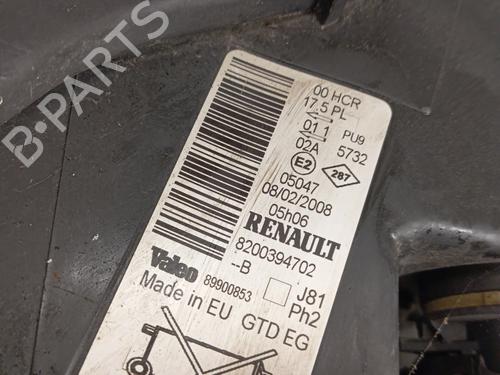 B-Parts
00 HCR
17.5 PL
01 1 PU9
02A 5732
E2 287
05047
08/02/2008
05h06
RENAULT
8200394702
-B
Valeo 89900853 J81
Made in EU GTD EG Ph2